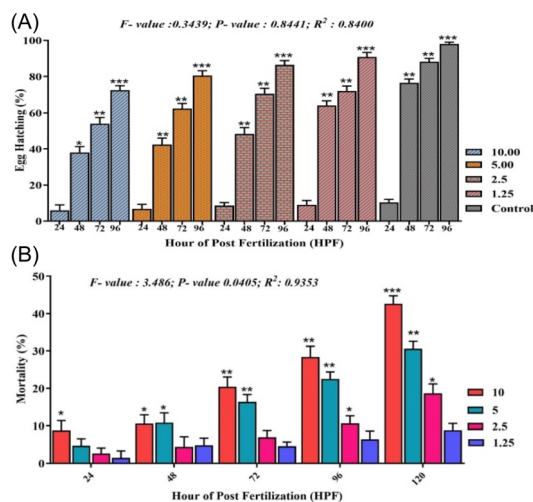 (A)
F- value :0.3439; P- value : 0.8441; R²: 0.8400
Egg Hatching (%)
100
80
60
40
20
0
* ** *** ** ** *** ** ** *** ** ** *** ** ** ***
24 48 72 96 24 48 72 96 24 48 72 96 24 48 72 96 24 48 72 96
Hour of Post Fertilization (HPF)
10.00
5.00
2.5
1.25
Control
(B)
F- value : 3.486; P- value 0.0405; R²: 0.9353
Mortality (%)
50
40
30
20
10
0
* * * ** ** ** ** * *** ** *
24 48 72 96 120
Hour of Post Fertilization (HPF)
10
5
2.5
1.25